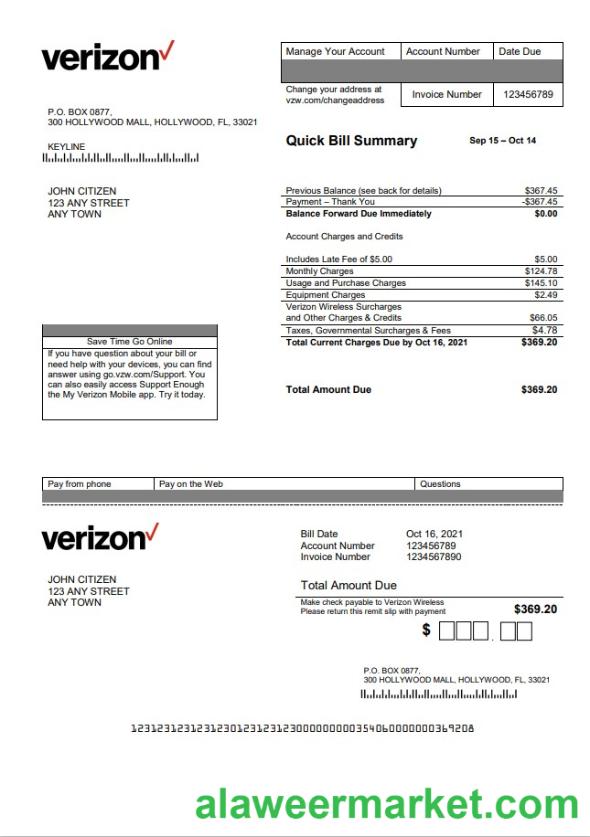 verizon
Manage Your Account Account Number Date Due
Change your address at
vzw.com/changeaddress
Invoice Number 123456789
P.O. BOX 0877,
300 HOLLYWOOD MALL, HOLLYWOOD, FL, 33021
KEYLINE
Quick Bill Summary Sep 15 – Oct 14
JOHN CITIZEN
123 ANY STREET
ANY TOWN
Previous Balance (see back for details) $367.45
Payment – Thank You -$367.45
Balance Forward Due Immediately $0.00
Account Charges and Credits
Includes Late Fee of $5.00 $5.00
Monthly Charges $124.78
Usage and Purchase Charges $145.10
Equipment Charges $2.49
Verizon Wireless Surcharges
and Other Charges & Credits $66.05
Taxes, Governmental Surcharges & Fees $4.78
Total Current Charges Due by Oct 16, 2021 $369.20
Save Time Go Online
If you have question about your bill or
need help with your devices, you can find
answer using go.vzw.com/Support. You
can also easily access Support Enough
the My Verizon Mobile app. Try it today.
Total Amount Due $369.20
Pay from phone Pay on the Web Questions
verizon
Bill Date Oct 16, 2021
Account Number 123456789
Invoice Number 1234567890
JOHN CITIZEN
123 ANY STREET
ANY TOWN
Total Amount Due
Make check payable to Verizon Wireless
Please return this remit slip with payment
$369.20
$ .
P.O. BOX 0877,
300 HOLLYWOOD MALL, HOLLYWOOD, FL, 33021
alaweermarket.com